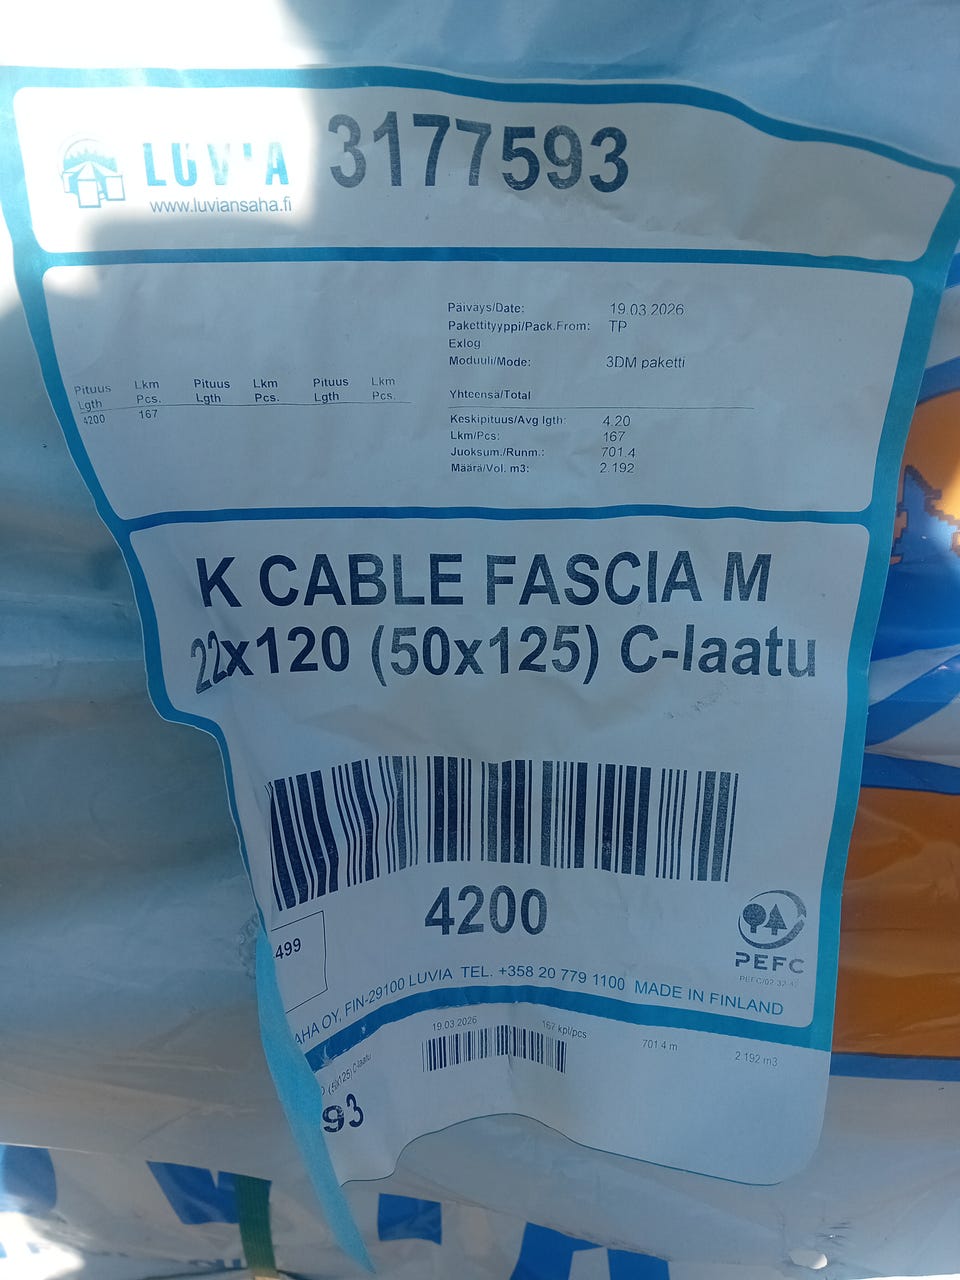 LUVIA
www.luviansaha.fi
3177593
Päiväys/Date: 19.03.2026
Pakettityyppi/Pack.From: TP
Exlog
Moduuli/Mode: 3DM paketti
Pituus Lkm Pituus Lkm Pituus Lkm
Lgth Pcs. Lgth Pcs. Lgth Pcs.
4200 167
Yhteensä/Total
Keskipituus/Avg lgth: 4.20
Lkm/Pcs: 167
Juoksum./Runm.: 701.4
Määrä/Vol. m3: 2.192
K CABLE FASCIA M
22x120 (50x125) C-laatu
4200
499
PEFC
AHA OY, FIN-29100 LUVIA TEL. +358 20 779 1100 MADE IN FINLAND
19.03.2026 167 kpl/pcs 701.4 m 2.192 m3
(50x125) C-laatu
93